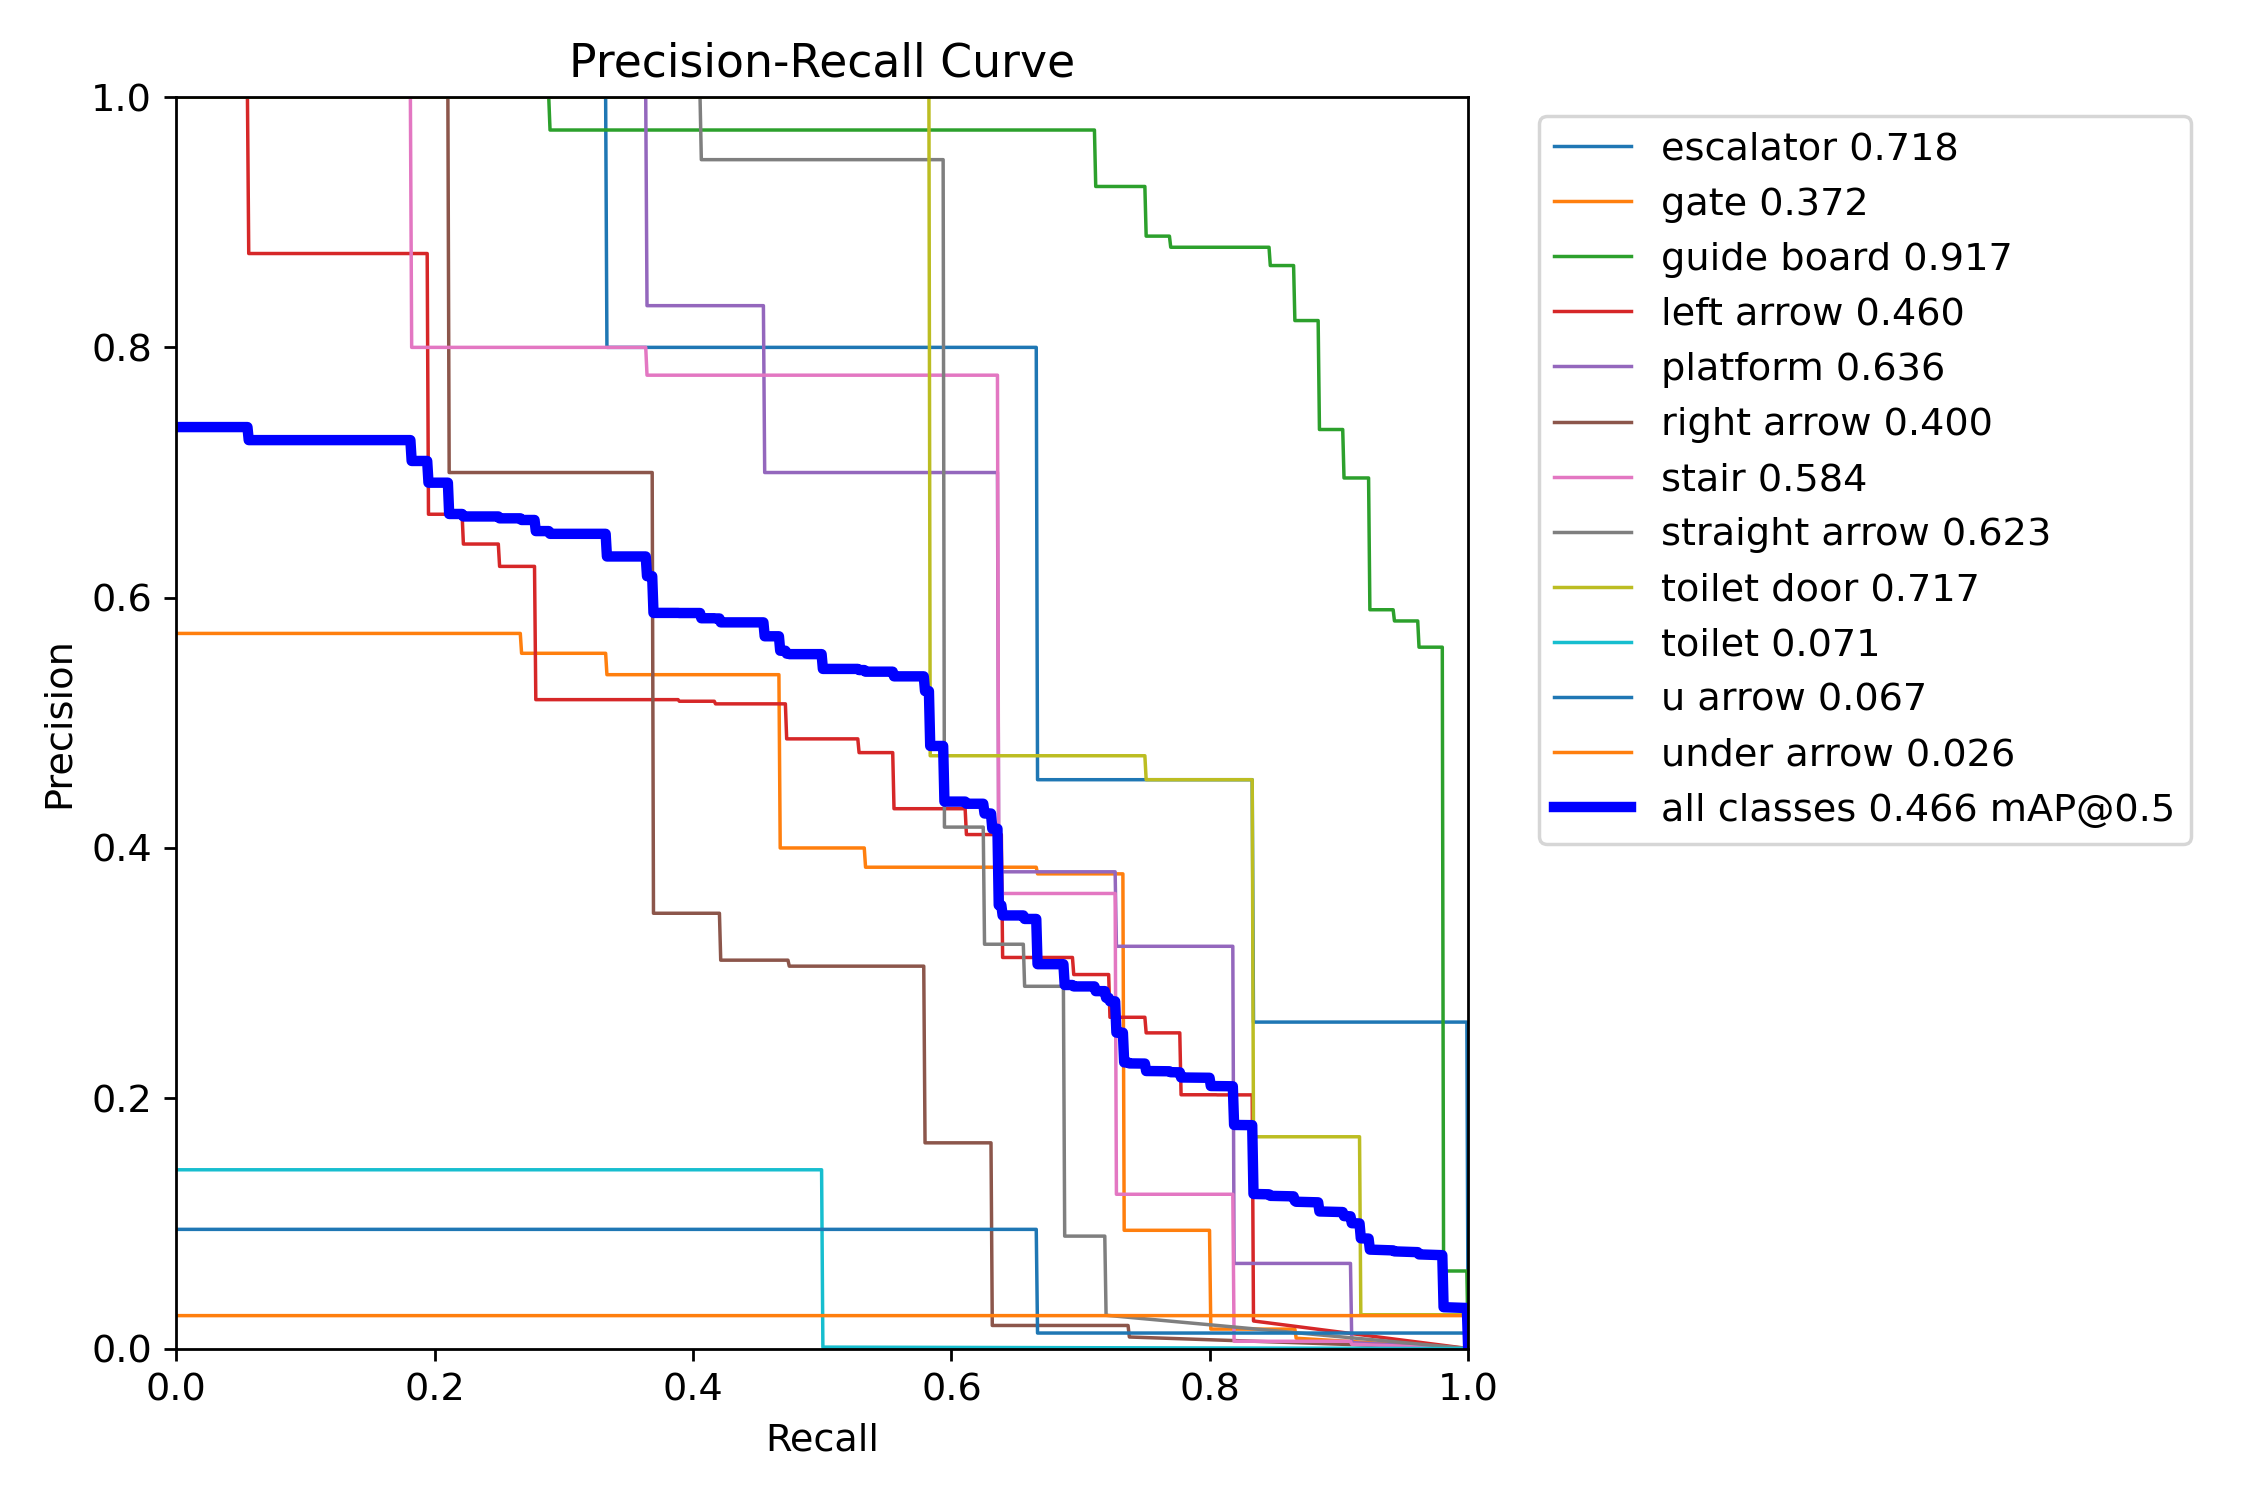 Precision-Recall Curve
1.0
0.8
0.6
0.4
0.2
0.0
Precision
0.0 0.2 0.4 0.6 0.8 1.0
Recall
escalator 0.718
gate 0.372
guide board 0.917
left arrow 0.460
platform 0.636
right arrow 0.400
stair 0.584
straight arrow 0.623
toilet door 0.717
toilet 0.071
u arrow 0.067
under arrow 0.026
all classes 0.466 mAP@0.5